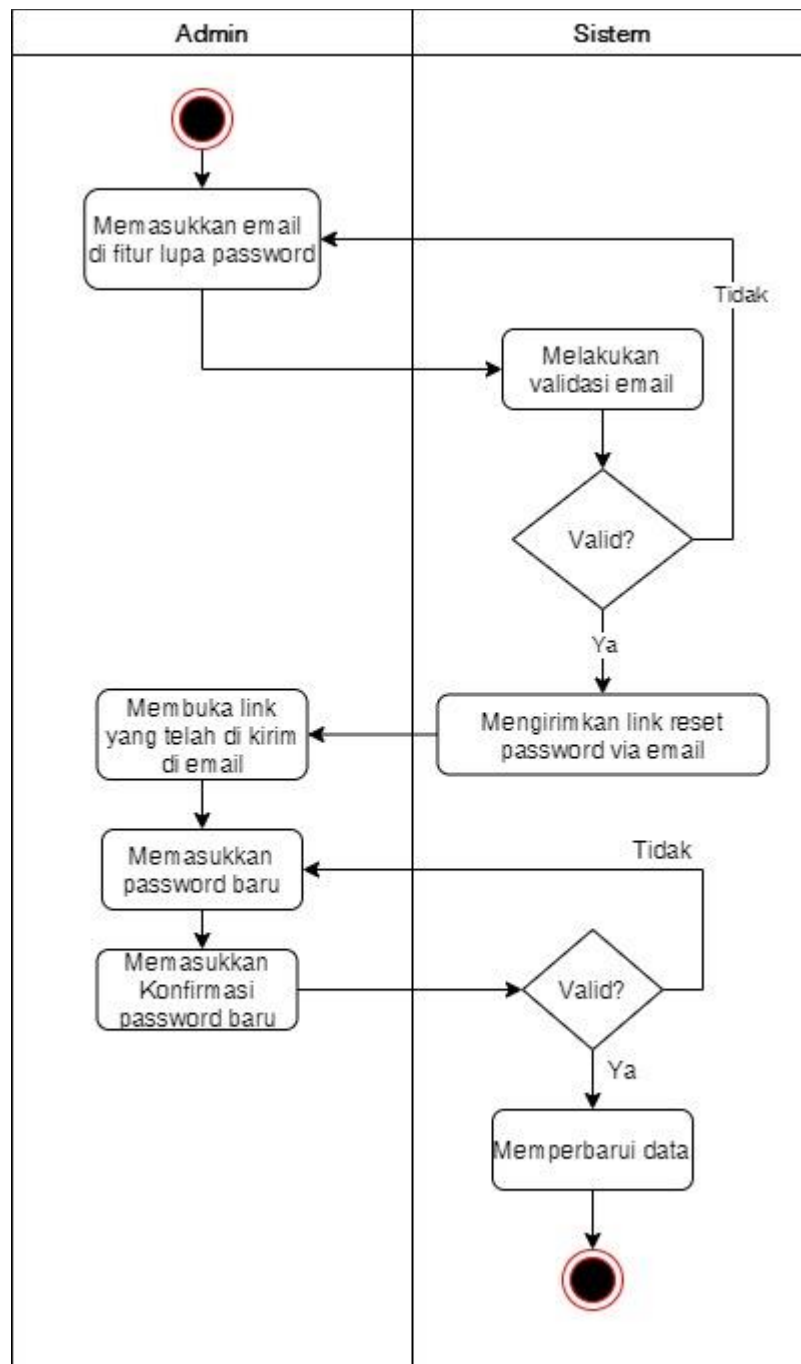 Admin
Sistem
Memasukkan email
di fitur lupa password
Tidak
Melakukan
validasi email
Valid?
Ya
Mengirimkan link reset
password via email
Membuka link
yang telah di kirim
di email
Memasukkan
password baru
Tidak
Memasukkan
Konfirmasi
password baru
Valid?
Ya
Memperbarui data